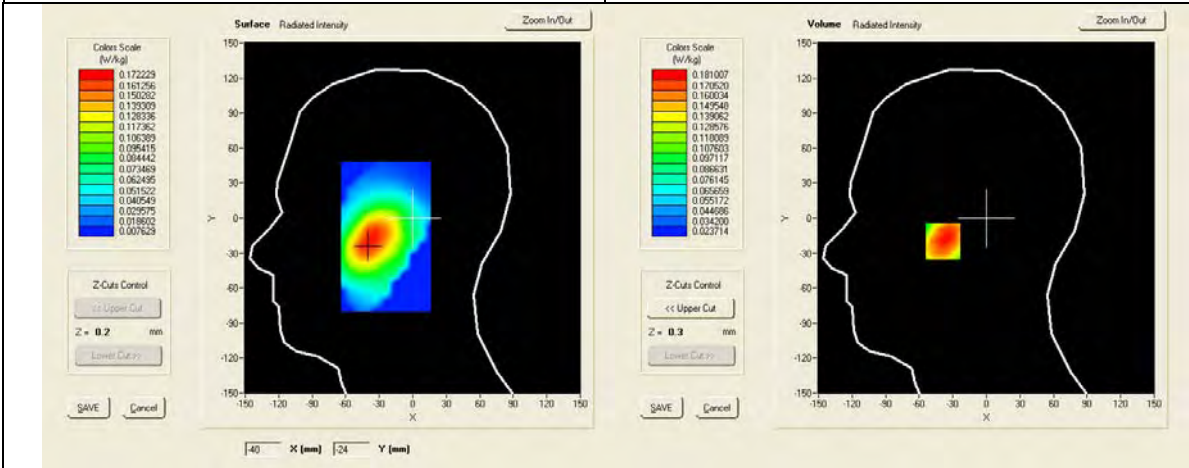 Surface Radiated Intensity
Zoom In/Out
Colors Scale
(W/kg)
0.172229
0.161256
0.150282
0.139309
0.128336
0.117362
0.106389
0.095415
0.084442
0.073469
0.062495
0.051522
0.040549
0.029575
0.018602
0.007629
Z-Cuts Control
<< Upper Cut
Z = 0.2 mm
Lower Cut >>
SAVE Cancel
150
120
90
60
30
0
-30
-60
-90
-120
-150
Y
-150 -120 -90 -60 -30 0 30 60 90 120 150
X
-40 X (mm) -24 Y (mm)
Volume Radiated Intensity
Zoom In/Out
Colors Scale
(W/kg)
0.181007
0.170520
0.160034
0.149548
0.139062
0.128576
0.118089
0.107603
0.097117
0.086631
0.076145
0.065659
0.055172
0.044686
0.034200
0.023714
Z-Cuts Control
<< Upper Cut
Z = 0.3 mm
Lower Cut >>
SAVE Cancel
150
120
90
60
30
0
-30
-60
-90
-120
-150
Y
-150 -120 -90 -60 -30 0 30 60 90 120 150
X